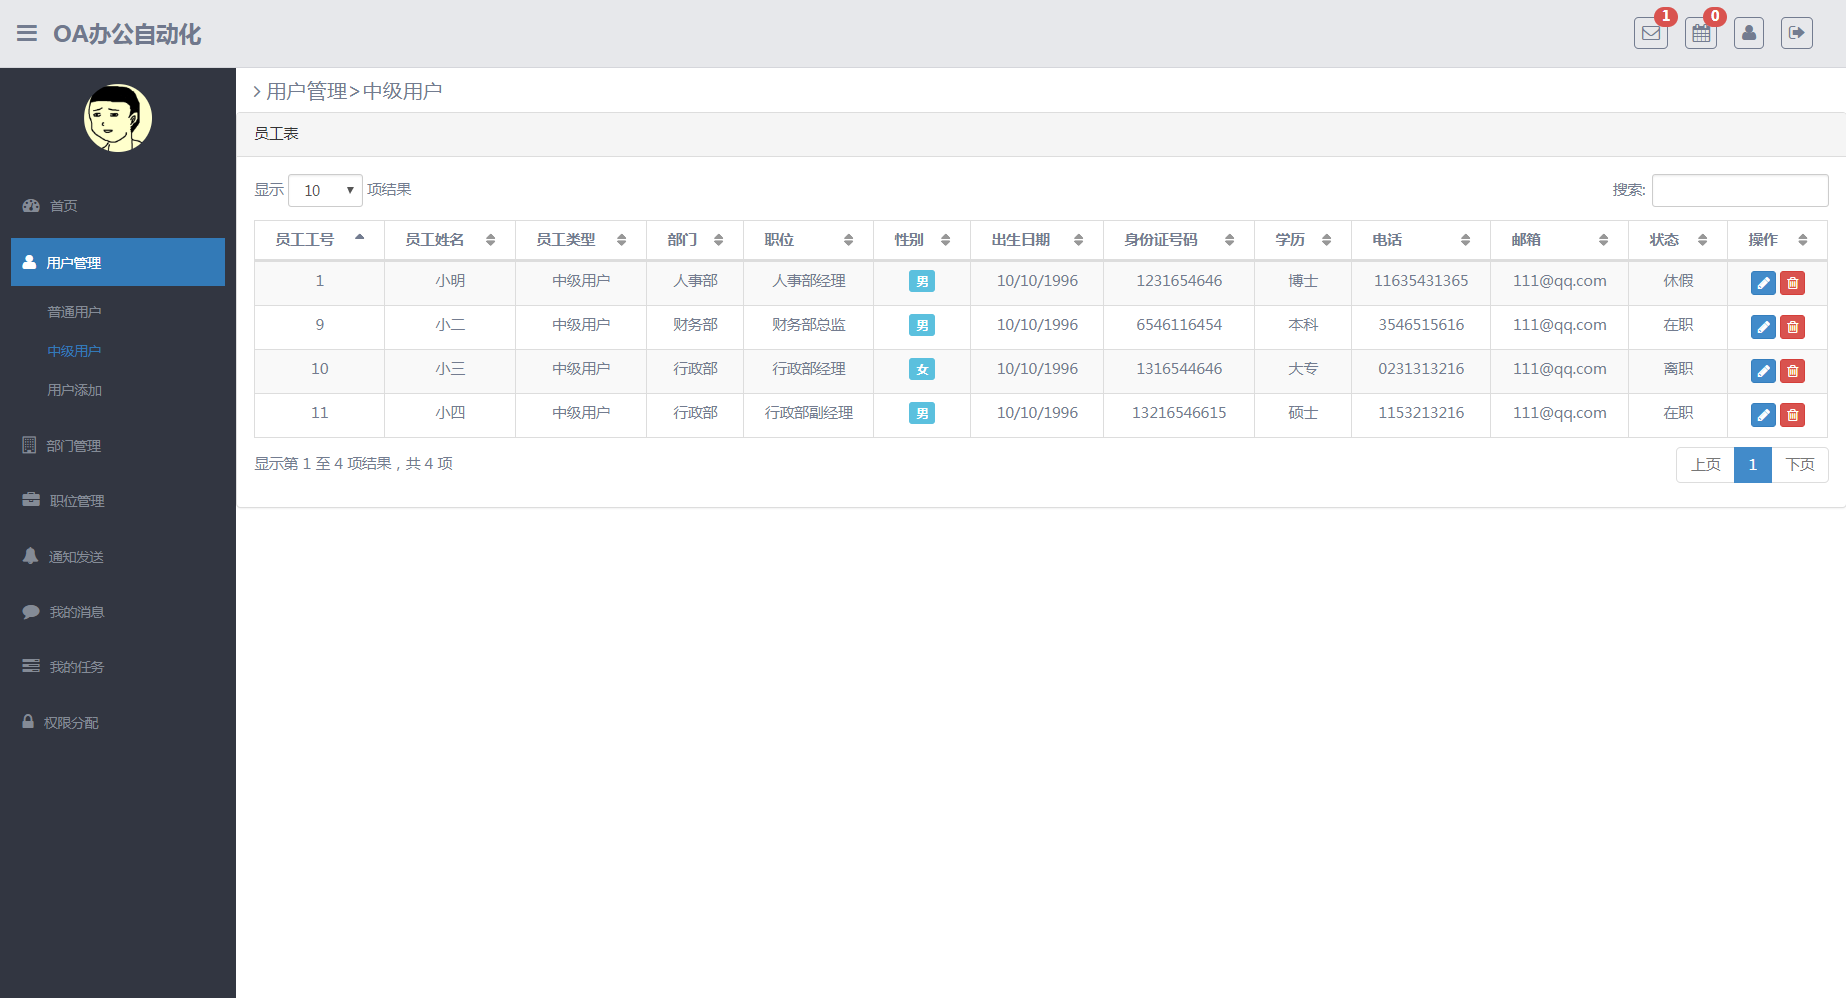 OA办公自动化
1
0
首页
用户管理
普通用户
中级用户
用户添加
部门管理
职位管理
通知发送
我的消息
我的任务
权限分配
用户管理>中级用户
员工表
显示 10 项结果
搜索:
员工工号 员工姓名 员工类型 部门 职位 性别 出生日期 身份证号码 学历 电话 邮箱 状态 操作
1 小明 中级用户 人事部 人事部经理 男 10/10/1996 1231654646 博士 11635431365 111@qq.com 休假
9 小二 中级用户 财务部 财务部总监 男 10/10/1996 6546116454 本科 3546515616 111@qq.com 在职
10 小三 中级用户 行政部 行政部经理 女 10/10/1996 1316544646 大专 0231313216 111@qq.com 离职
11 小四 中级用户 行政部 行政部副经理 男 10/10/1996 13216546615 硕士 1153213216 111@qq.com 在职
显示第 1 至 4 项结果，共 4 项
上页 1 下页